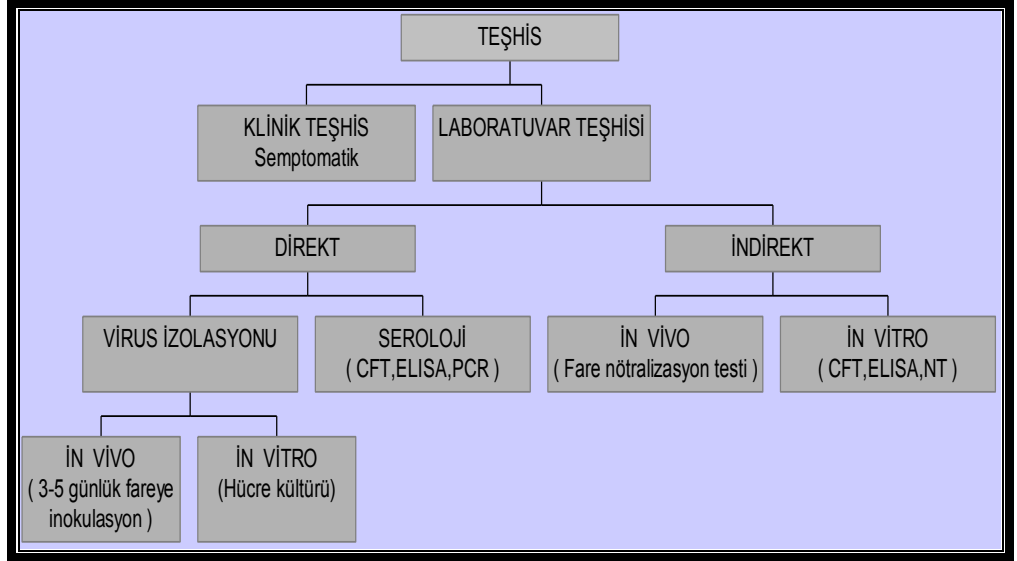 TEŞHİS
KLİNİK TEŞHİS
Semptomatik
LABORATUVAR TEŞHİSİ
DİREKT
İNDİREKT
VİRUS İZOLASYONU
SEROLOJİ
( CFT,ELISA,PCR )
İN VİVO
( Fare nötralizasyon testi )
İN VİTRO
( CFT,ELISA,NT )
İN VİVO
( 3-5 günlük fareye
inokulasyon )
İN VİTRO
(Hücre kültürü)